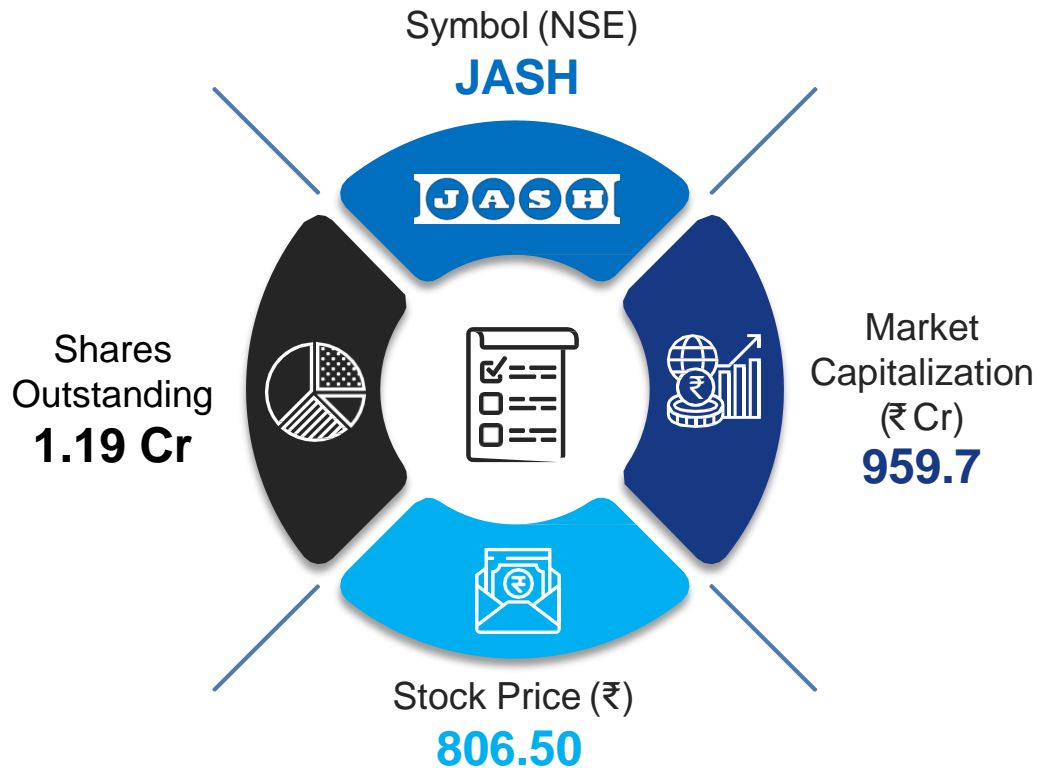 Symbol (NSE)
JASH
JASH
Shares
Outstanding
1.19 Cr
Market
Capitalization
(₹ Cr)
959.7
₹
₹
Stock Price (₹)
806.50